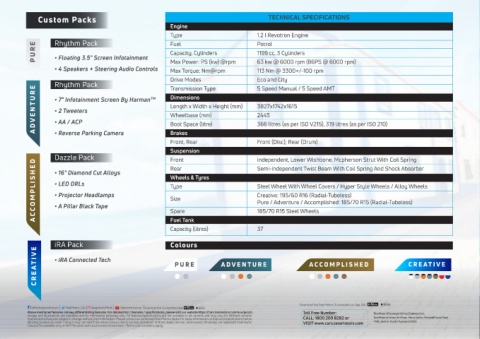 Custom Packs
PURE
Rhythm Pack
• Floating 3.5" Screen Infotainment
• 4 Speakers + Steering Audio Controls
ADVENTURE
Rhythm Pack
• 7" Infotainment Screen By Harman™
• 2 Tweeters
• AA / ACP
• Reverse Parking Camera
ACCOMPLISHED
Dazzle Pack
• 16" Diamond Cut Alloys
• LED DRLs
• Projector Headlamps
• A Pillar Black Tape
CREATIVE
iRA Pack
• iRA Connected Tech
TECHNICAL SPECIFICATIONS
Engine
Type 1.2 l Revotron Engine
Fuel Petrol
Capacity, Cylinders 1199 cc, 3 Cylinders
Max Power: PS (kw) @rpm 63 kw @ 6000 rpm (86PS @ 6000 rpm)
Max Torque: Nm@rpm 113 Nm @ 3300+/-100 rpm
Drive Modes Eco and City
Transmission Type 5 Speed Manual / 5 Speed AMT
Dimensions
Length x Width x Height (mm) 3827x1742x1615
Wheelbase (mm) 2445
Boot Space (litre) 366 litres (as per ISO V215), 319 litres (as per ISO 210)
Brakes
Front, Rear Front (Disc); Rear (Drum)
Suspension
Front Independent, Lower Wishbone, Mcpherson Strut With Coil Spring
Rear Semi-independent Twist Beam With Coil Spring And Shock Absorber
Wheels & Tyres
Type Steel Wheel With Wheel Covers / Hyper Style Wheels / Alloy Wheels
Size Creative: 195/60 R16 (Radial-Tubeless)
Pure / Adventure / Accomplished: 185/70 R15 (Radial-Tubeless)
Spare 185/70 R15 Steel Wheels
Fuel Tank
Capacity (litres) 37
Colours
PURE ADVENTURE ACCOMPLISHED CREATIVE
Toll Free Number:
CALL: 1800 209 8282 or
VISIT www.cars.tatamotors.com